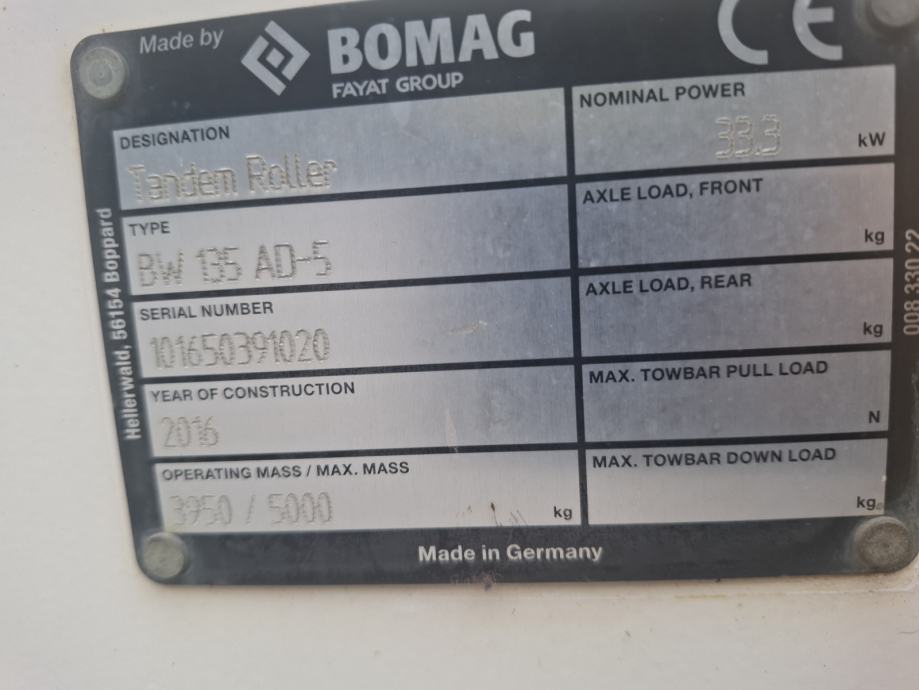 Made by
BOMAG
FAYAT GROUP
CE
DESIGNATION
Tandem Roller
TYPE
BW 135 AD-5
SERIAL NUMBER
101650391020
YEAR OF CONSTRUCTION
2016
OPERATING MASS / MAX. MASS
3950 / 5000 kg
NOMINAL POWER
33.3 kW
AXLE LOAD, FRONT
kg
AXLE LOAD, REAR
kg
MAX. TOWBAR PULL LOAD
N
MAX. TOWBAR DOWN LOAD
kg
Hellerwald, 56154 Boppard
008 330 22
Made in Germany